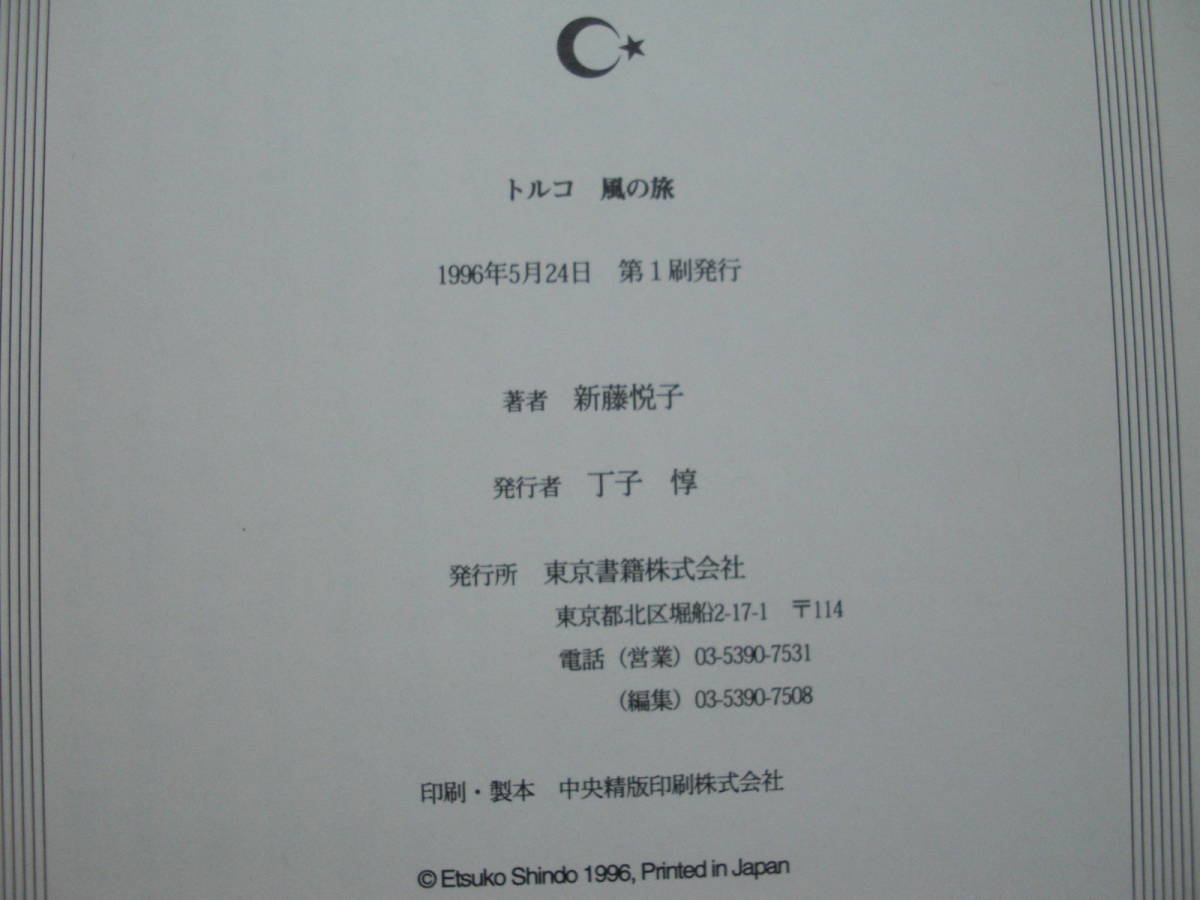 トルコ　風の旅
1996年5月24日　第1刷発行
著者　新藤悦子
発行者　丁子　惇
発行所　東京書籍株式会社
東京都北区堀船2-17-1　〒114
電話（営業）03-5390-7531
（編集）03-5390-7508
印刷・製本　中央精版印刷株式会社
© Etsuko Shindo 1996, Printed in Japan